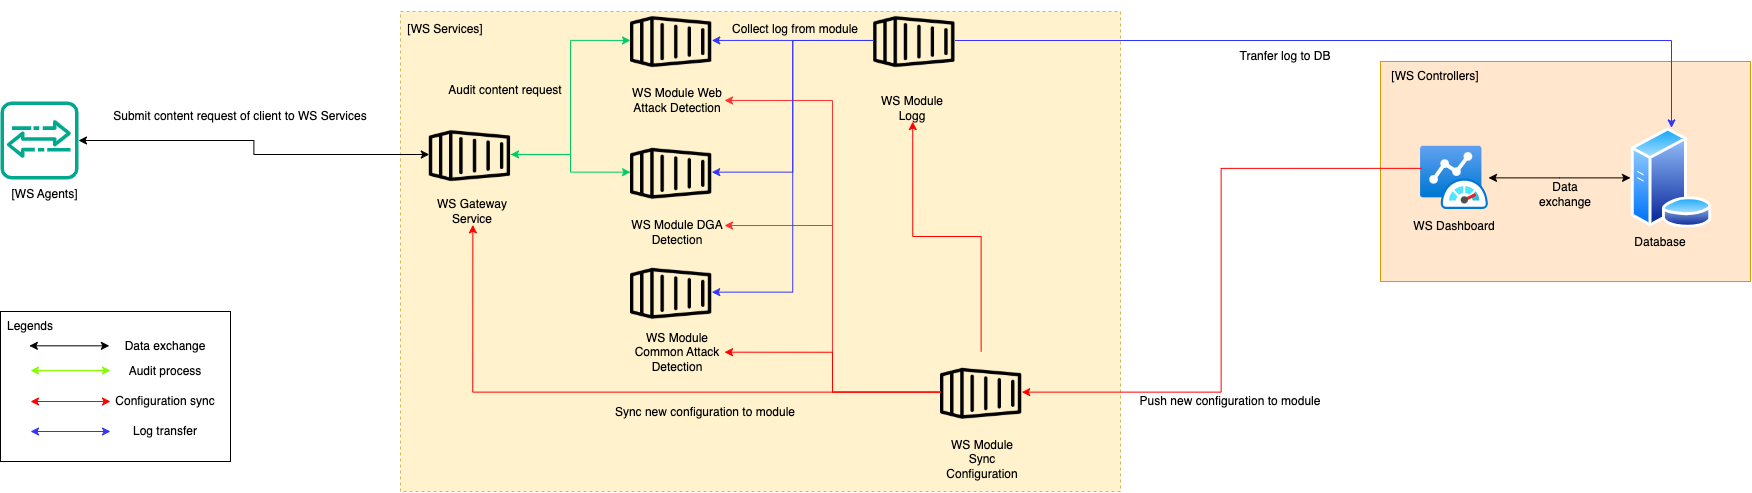 [WS Services]
Collect log from module
Tranfer log to DB
[WS Controllers]
Audit content request
WS Module Web
Attack Detection
WS Module
Logg
Submit content request of client to WS Services
[WS Agents]
WS Gateway
Service
WS Module DGA
Detection
Data
exchange
WS Dashboard
Database
Legends
Data exchange
Audit process
Configuration sync
Log transfer
WS Module
Common Attack
Detection
Sync new configuration to module
Push new configuration to module
WS Module
Sync
Configuration